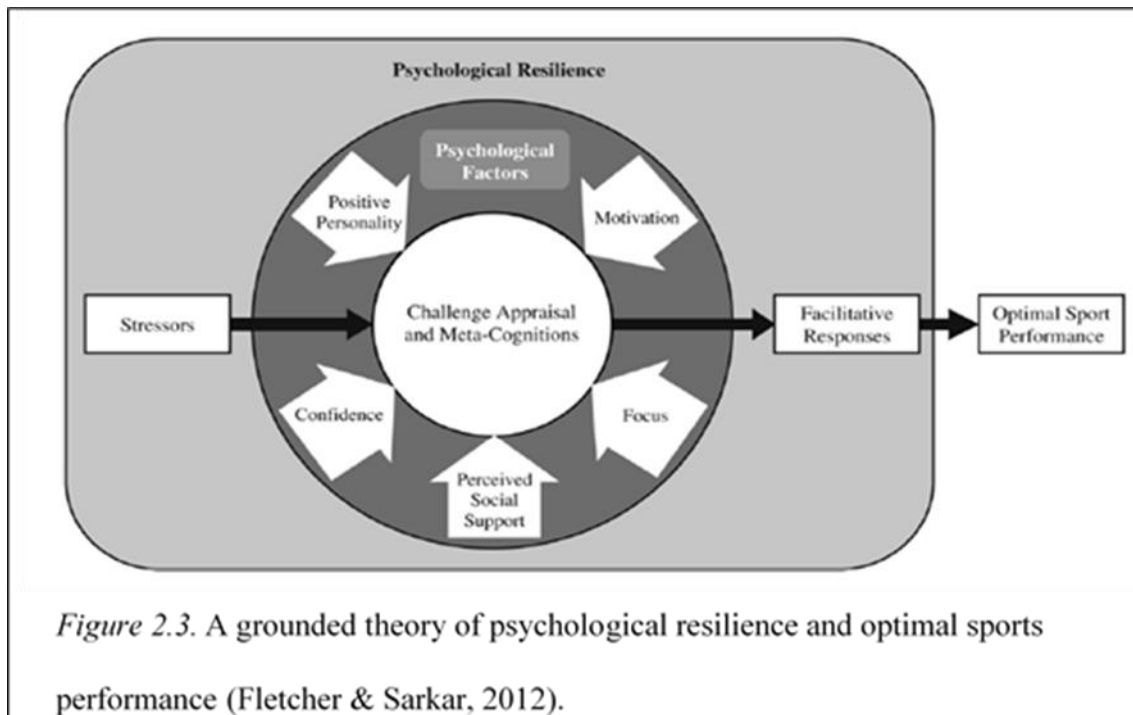 Psychological Resilience
Psychological
Factors
Positive
Personality
Motivation
Stressors
Challenge Appraisal
and Meta-Cognitions
Facilitative
Responses
Optimal Sport
Performance
Confidence
Focus
Perceived
Social
Support
Figure 2.3. A grounded theory of psychological resilience and optimal sports
performance (Fletcher & Sarkar, 2012).